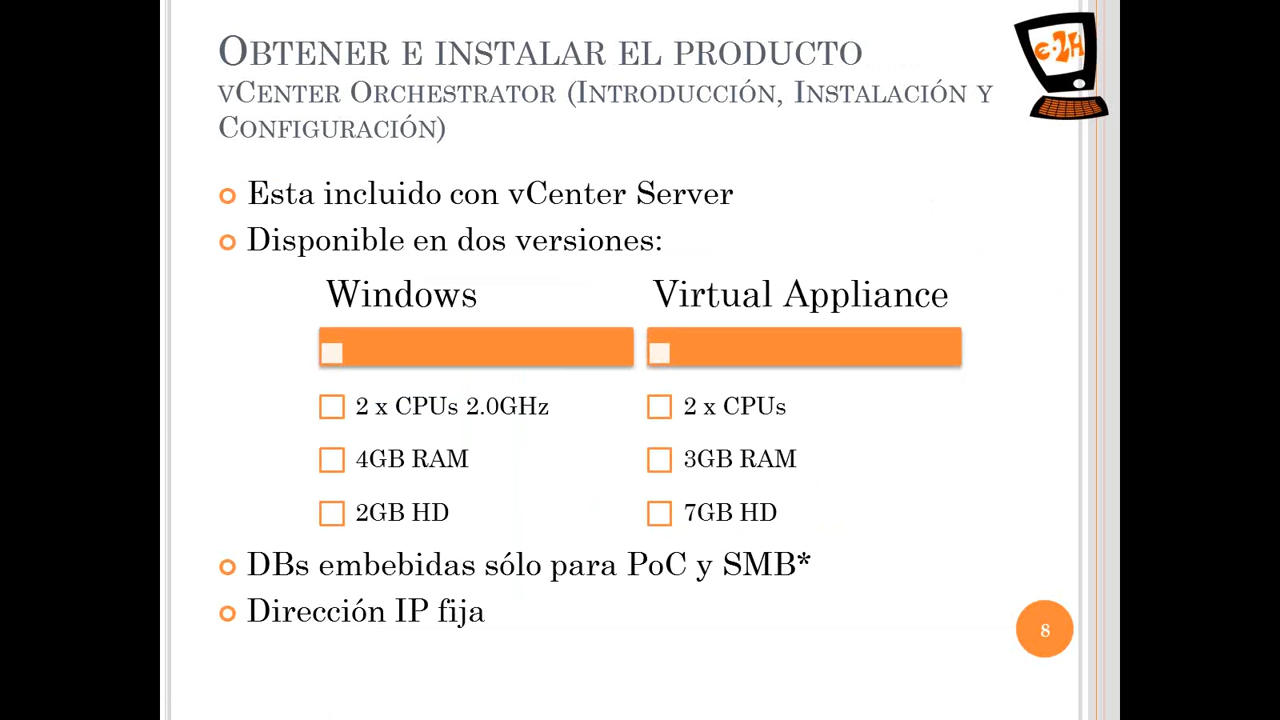 OBTENER E INSTALAR EL PRODUCTO
VCENTER ORCHESTRATOR (INTRODUCCIÓN, INSTALACIÓN Y
CONFIGURACIÓN)
e-2H
Esta incluido con vCenter Server
Disponible en dos versiones:
Windows Virtual Appliance
2 x CPUs 2.0GHz 2 x CPUs
4GB RAM 3GB RAM
2GB HD 7GB HD
DBs embebidas sólo para PoC y SMB*
Dirección IP fija
8